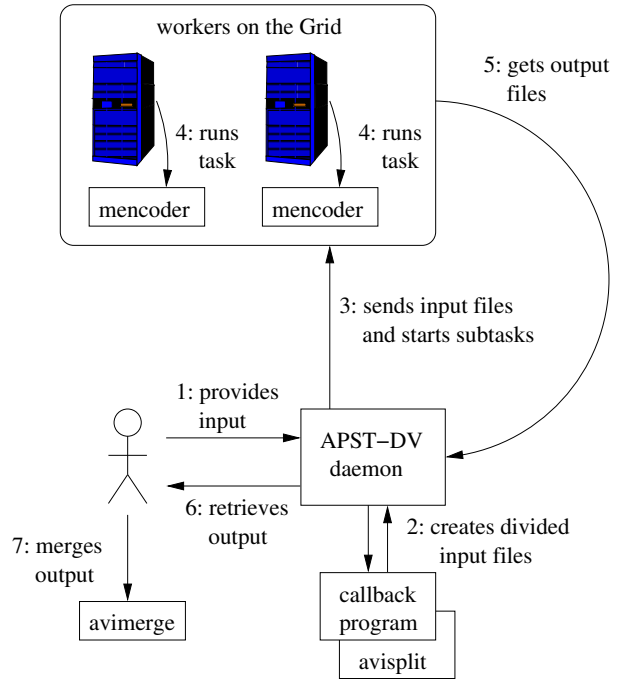 workers on the Grid
5: gets output
files
4: runs
task
4: runs
task
mencoder
mencoder
3: sends input files
and starts subtasks
1: provides
input
APST−DV
daemon
6: retrieves
output
2: creates divided
input files
7: merges
output
callback
program
avimerge
avisplit